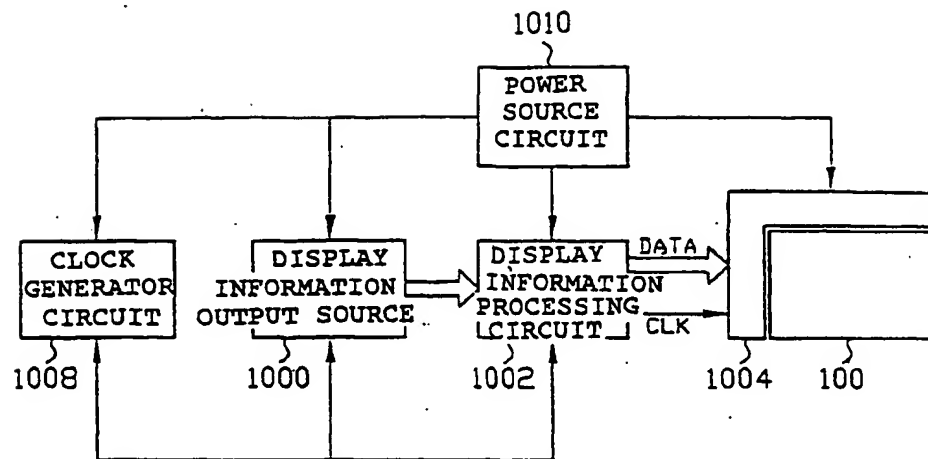 1010
POWER
SOURCE
CIRCUIT
CLOCK
GENERATOR
CIRCUIT
DISPLAY
INFORMATION
OUTPUT SOURCE
DISPLAY
INFORMATION
PROCESSING
CIRCUIT
DATA
CLK
1008
1000
1002
1004
100